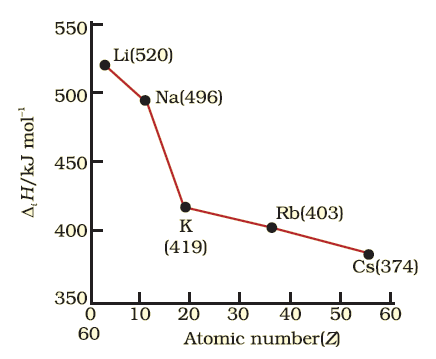 550
Li(520)
500
Na(496)
450
Δᵢ H/kJ mol⁻¹
Rb(403)
K
(419)
400
Cs(374)
350
0 10 20 30 40 50 60
60
Atomic number(Z)